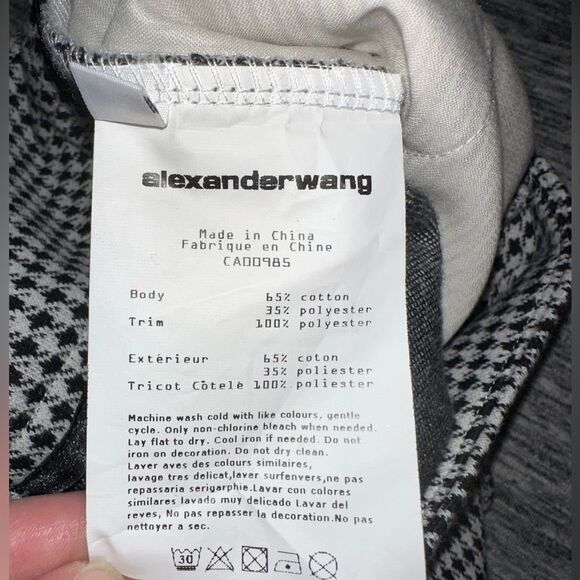 alexanderwang
Made in China
Fabrique en Chine
CA00985
Body 65% cotton
35% polyester
Trim 100% polyester
Extérieur 65% coton
35% poliester
Tricot Côtelé 100% poliester
Machine wash cold with like colours, gentle
cycle. Only non-chlorine bleach when needed.
Lay flat to dry. Cool iron if needed. Do not
iron on decoration. Do not dry clean.
Laver aves des colours similaires,
lavage tres delicat,laver surfenvers,ne pas
repassaria serigarphie.Lavar con colores
similares lavado muy delicado Lavar del
reves, No pas repasser la decoration.No pas
nettoyer a sec.
30